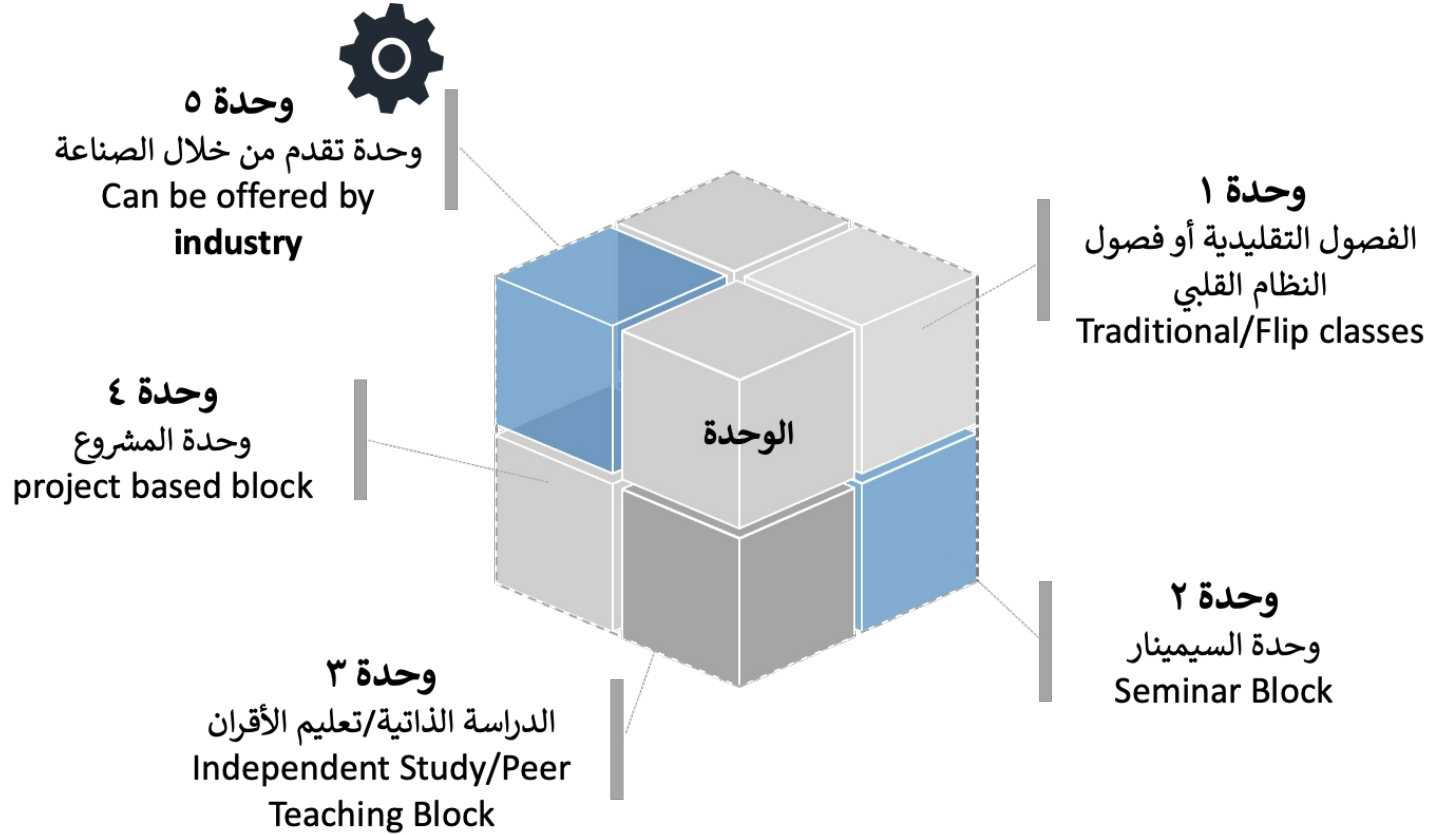 وحدة ٥
وحدة تقدم من خلال الصناعة
Can be offered by
industry
وحدة ١
الفصول التقليدية أو فصول
النظام القلبي
Traditional/Flip classes
وحدة ٤
وحدة المشروع
project based block
الوحدة
وحدة ٢
وحدة السيمينار
Seminar Block
وحدة ٣
الدراسة الذاتية/تعليم الأقران
Independent Study/Peer
Teaching Block